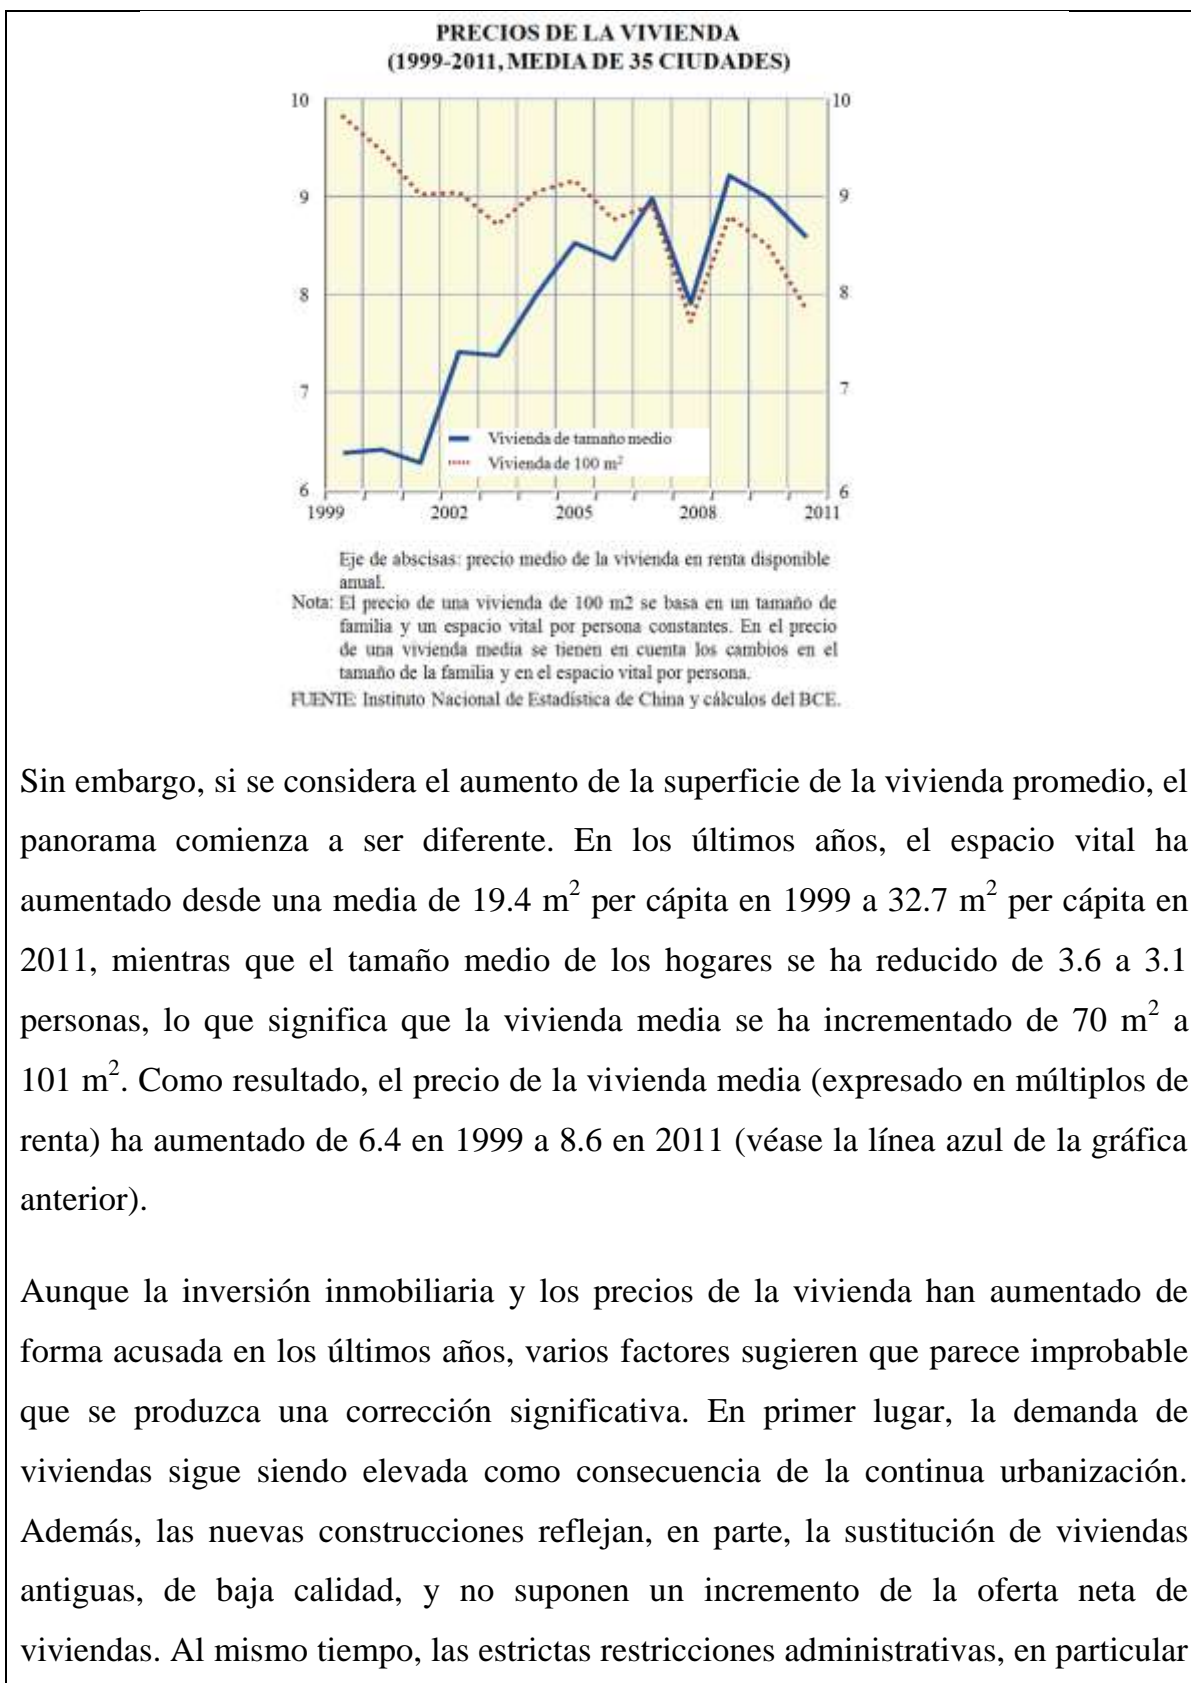 PRECIOS DE LA VIVIENDA
(1999-2011, MEDIA DE 35 CIUDADES)
10 10
9 9
8 8
7 7
Vivienda de tamaño medio
Vivienda de 100 m²
6 6
1999 2002 2005 2008 2011
Eje de abscisas: precio medio de la vivienda en renta disponible
anual.
Nota: El precio de una vivienda de 100 m2 se basa en un tamaño de
familia y un espacio vital por persona constantes. En el precio
de una vivienda media se tienen en cuenta los cambios en el
tamaño de la familia y en el espacio vital por persona.
FUENTE: Instituto Nacional de Estadística de China y cálculos del BCE.
Sin embargo, si se considera el aumento de la superficie de la vivienda promedio, el
panorama comienza a ser diferente. En los últimos años, el espacio vital ha
aumentado desde una media de 19.4 m² per cápita en 1999 a 32.7 m² per cápita en
2011, mientras que el tamaño medio de los hogares se ha reducido de 3.6 a 3.1
personas, lo que significa que la vivienda media se ha incrementado de 70 m² a
101 m². Como resultado, el precio de la vivienda media (expresado en múltiplos de
renta) ha aumentado de 6.4 en 1999 a 8.6 en 2011 (véase la línea azul de la gráfica
anterior).
Aunque la inversión inmobiliaria y los precios de la vivienda han aumentado de
forma acusada en los últimos años, varios factores sugieren que parece improbable
que se produzca una corrección significativa. En primer lugar, la demanda de
viviendas sigue siendo elevada como consecuencia de la continua urbanización.
Además, las nuevas construcciones reflejan, en parte, la sustitución de viviendas
antiguas, de baja calidad, y no suponen un incremento de la oferta neta de
viviendas. Al mismo tiempo, las estrictas restricciones administrativas, en particular